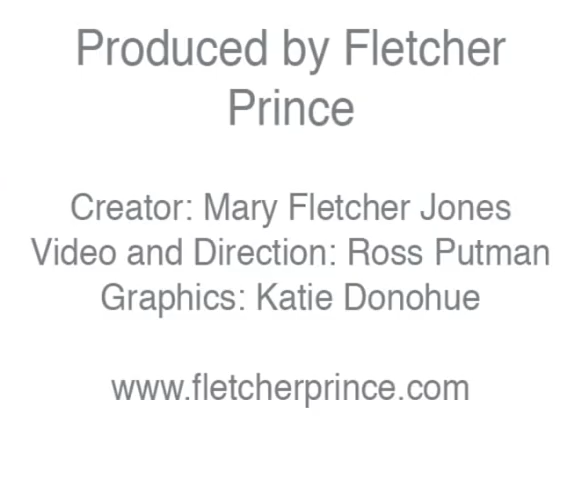 Produced by Fletcher
Prince
Creator: Mary Fletcher Jones
Video and Direction: Ross Putman
Graphics: Katie Donohue
www.fletcherprince.com